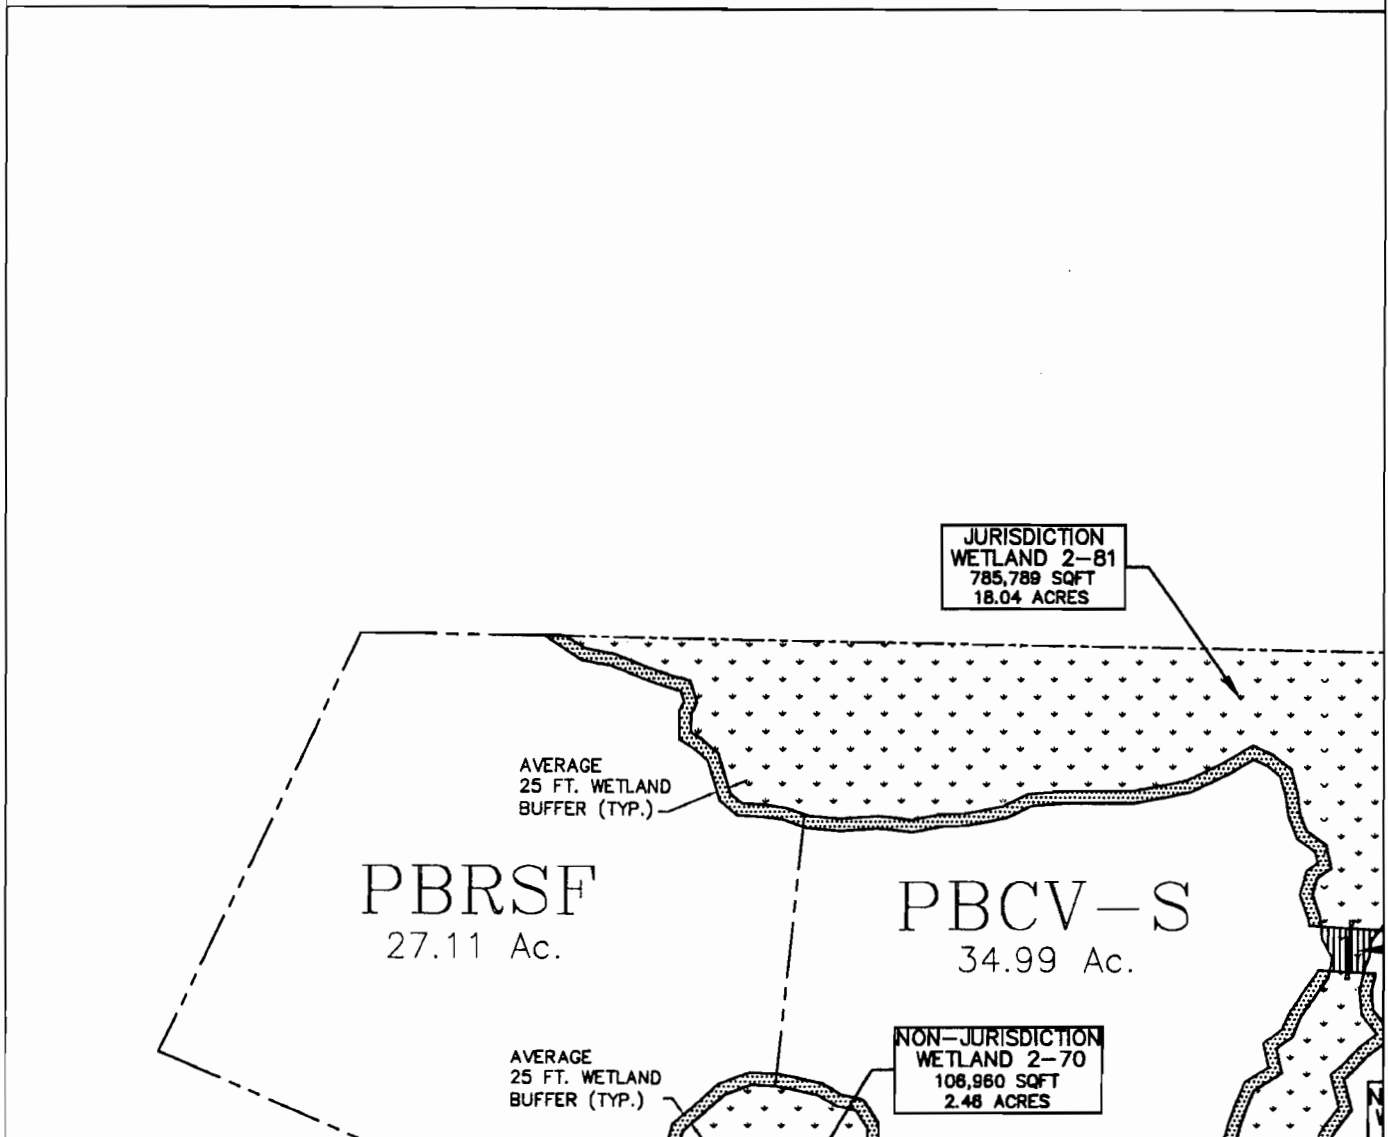 JURISDICTION
WETLAND 2-81
785,789 SQFT
18.04 ACRES
AVERAGE
25 FT. WETLAND
BUFFER (TYP.)
PBRSF
27.11 Ac.
PBCV-S
34.99 Ac.
AVERAGE
25 FT. WETLAND
BUFFER (TYP.)
NON-JURISDICTION
WETLAND 2-70
106,960 SQFT
2.46 ACRES